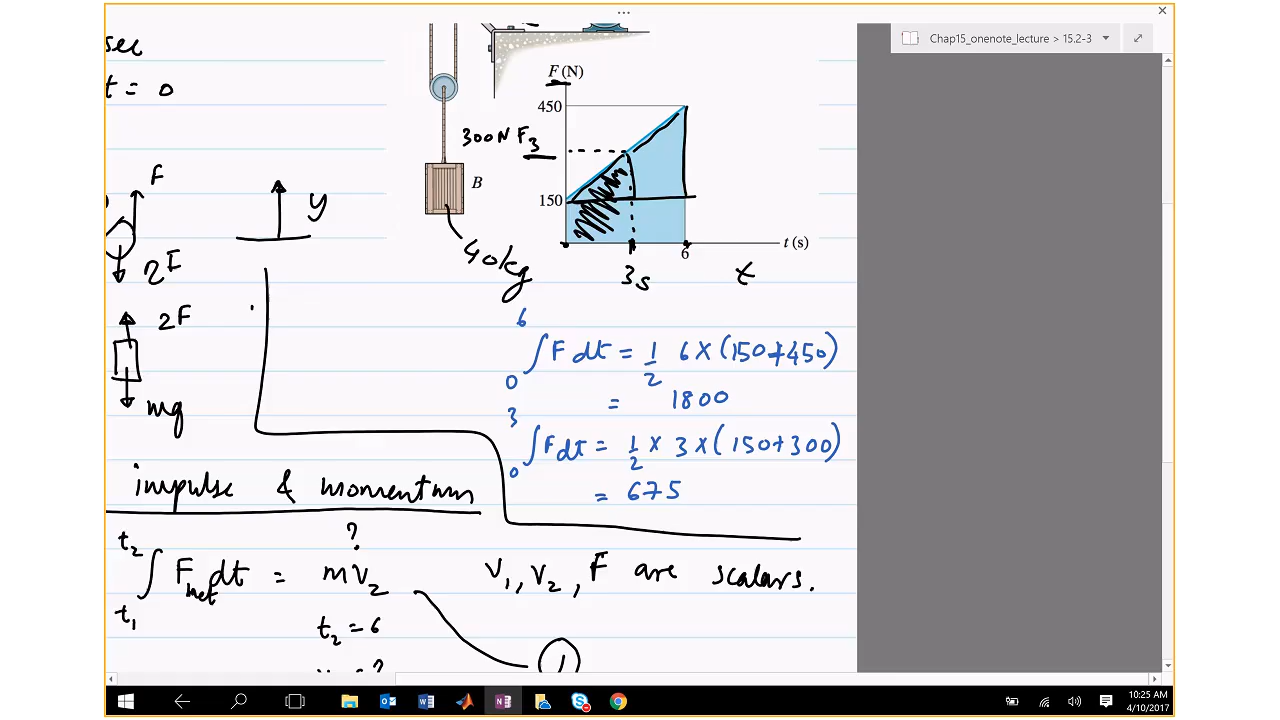 Chap15_onenote_lecture > 15.2-3
sec
t = 0
F (N)
450
300N F3
150
B
40kg
t (s)
6
3s
t
F
y
2F
2F
mg
6
∫ F dt = 1/2 6 × (150+450)
0
= 1800
3
∫ F dt = 1/2 × 3 × (150+300)
0
= 675
impulse & momentum
?
t2
∫ Fnet dt = mV2
t1
V1, V2, F are scalars.
t2 = 6
= ?
1
10:25 AM
4/10/2017